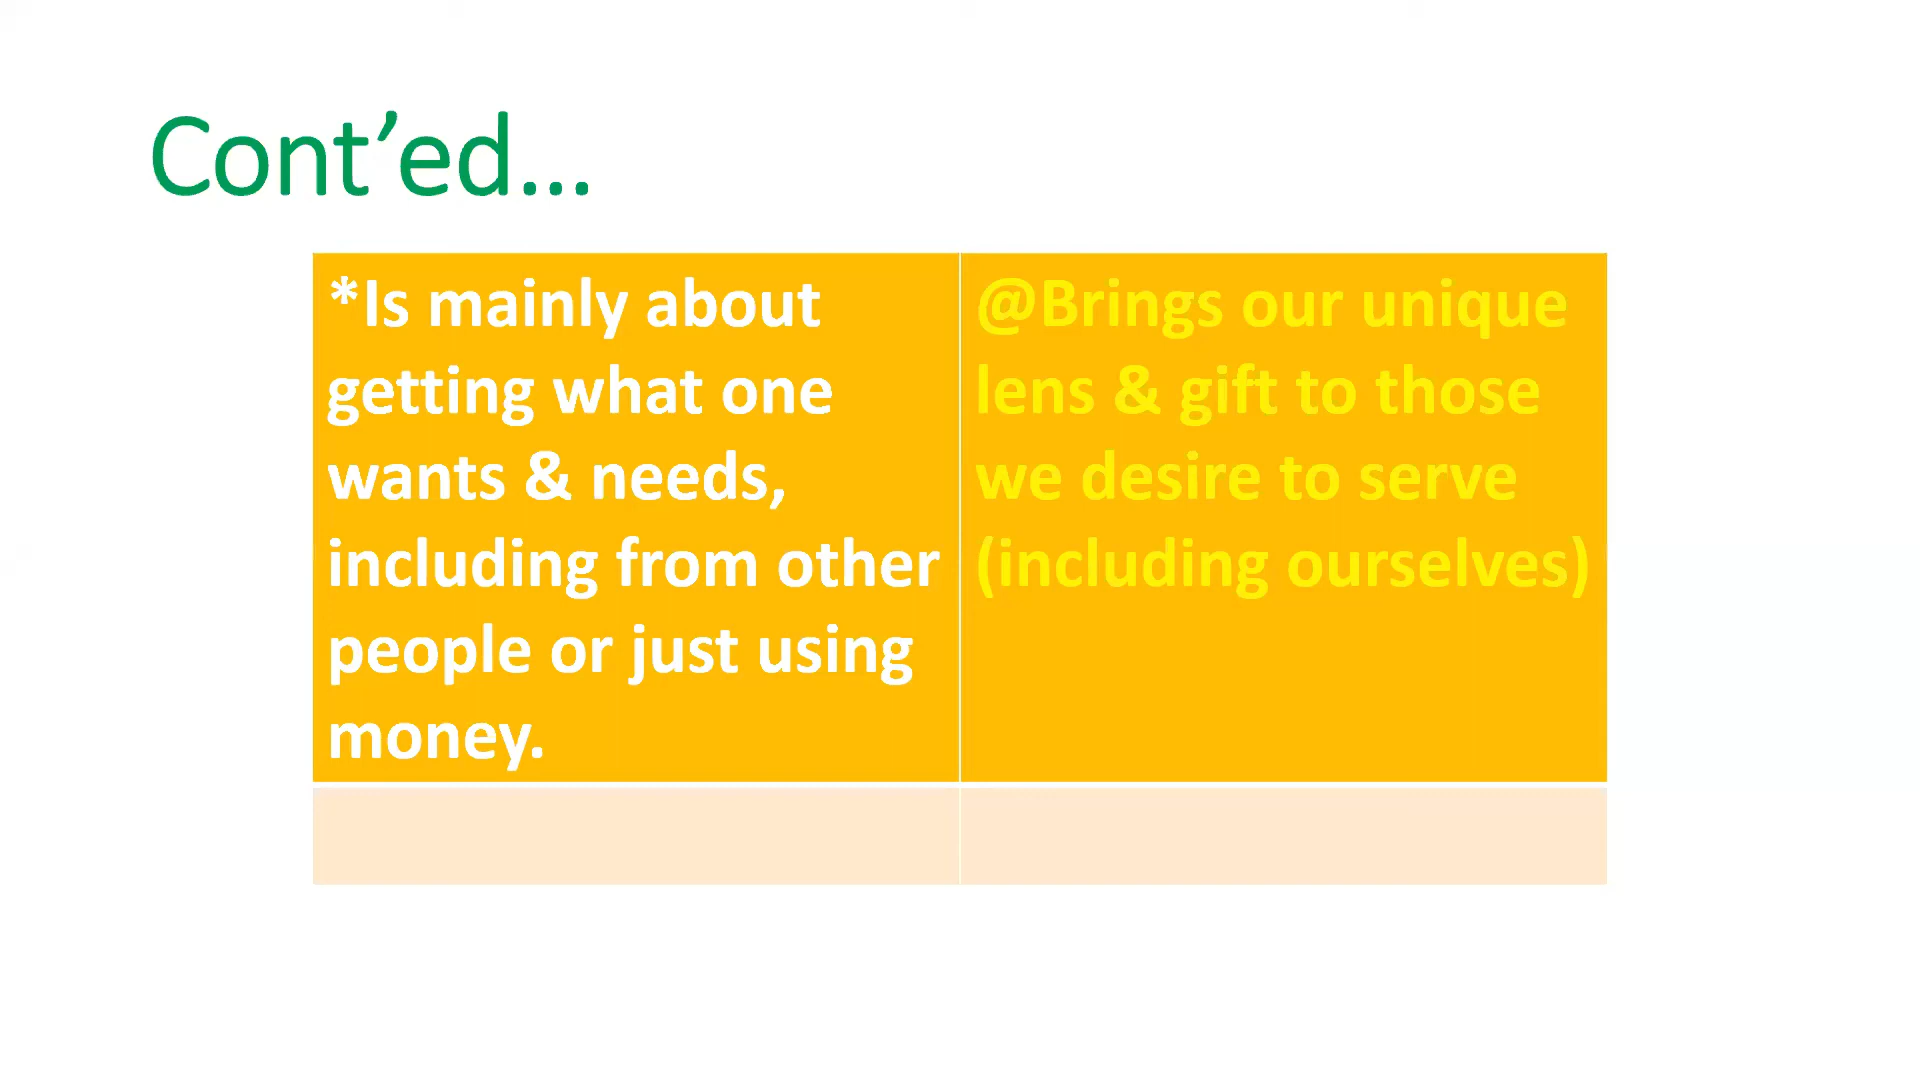 Cont’ed...
*Is mainly about
getting what one
wants & needs,
including from other
people or just using
money.
@Brings our unique
lens & gift to those
we desire to serve
(including ourselves)